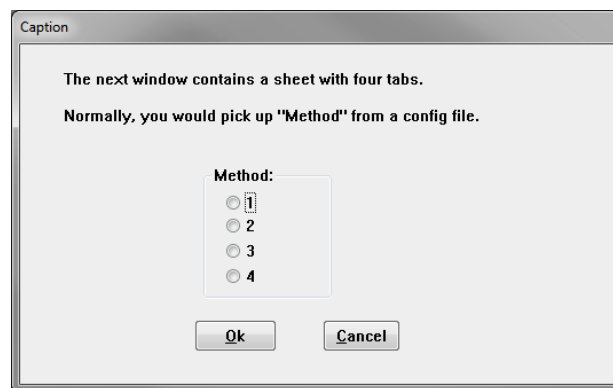 Caption
The next window contains a sheet with four tabs.
Normally, you would pick up "Method" from a config file.
Method:
1
2
3
4
Ok
Cancel